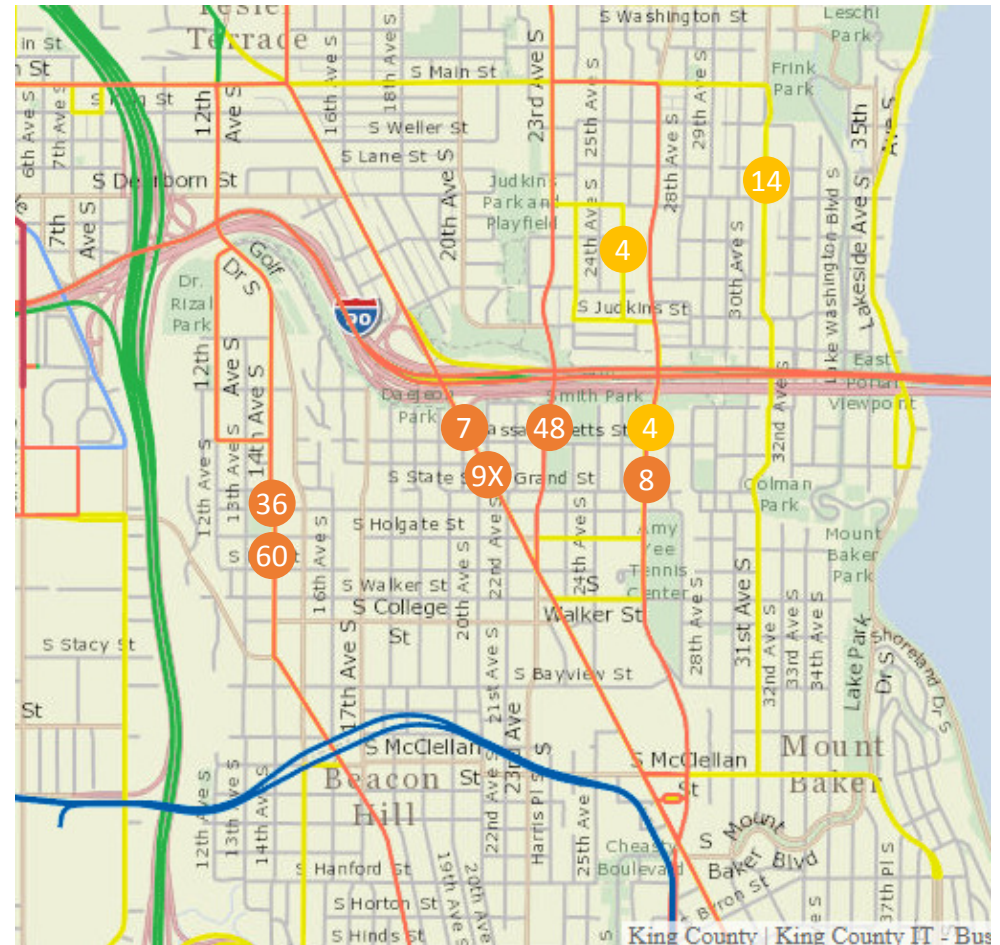 S Washington St
Leschi
Park
Terrace
in St
S Main St
Frink
Park
6th Ave S
7th Ave S
12th
Ave S
16th Ave S
18th Ave S
23rd Ave S
25th Ave S
29th Ave S
35th
Ave S
S Weller St
S Lane St
S Dearborn St
Judkins
Park and
Playfield
20th Ave S
28th Ave S
14
7th
Ave S
4
24th Ave S
30th Ave S
Lake Washington Blvd S
Lakeside Ave S
Golf
Dr S
Dr.
Rizal
Park
S Judkins St
90
12th
Ave S
East
Portal
Viewpoint
Daejeon
Park
Smith Park
32nd Ave S
7
48
4
14th Ave S
13th Ave S
12th Ave S
9X
Grand St
8
Colman
Park
36
S Holgate St
22nd Ave S
Amy
Yee
Tennis
Center
Mount
Baker
Park
60
16th Ave S
S Walker St
20th Ave S
24th Ave S
S
Walker St
S College
St
S Stacy St
17th Ave S
21st Ave S
28th Ave S
31st Ave S
32nd Ave S
33rd Ave S
34th Ave S
Lake Park
Dr S
Shoreland Dr S
S Bayview St
St
S McClellan
St
23rd Ave
S
S McClellan
St
Mount
Baker
Beacon
Hill
12th Ave S
13th Ave S
14th Ave S
22nd Ave S
Harris Pl S
25th Ave
S
Cheasty
Boulevard
S Mount
Baker Blvd
37th Pl S
S Hanford St
19th Ave S
20th Ave S
S Byron St
S Horton St
S Hinds St
King County | King County IT - Bus